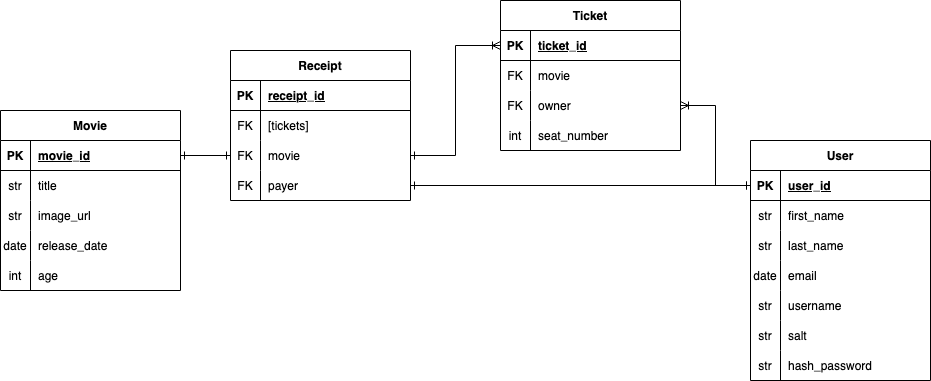 Movie
PK movie_id
str title
str image_url
date release_date
int age
Receipt
PK receipt_id
FK [tickets]
FK movie
FK payer
Ticket
PK ticket_id
FK movie
FK owner
int seat_number
User
PK user_id
str first_name
str last_name
date email
str username
str salt
str hash_password